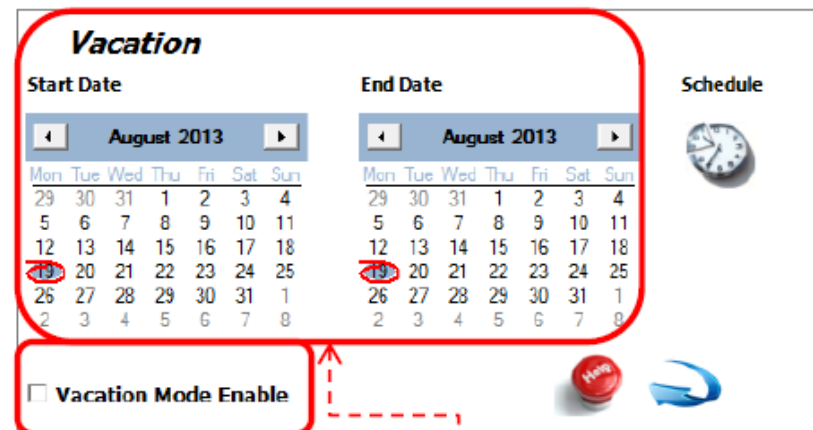 Vacation
Start Date End Date Schedule
August 2013 August 2013
Mon Tue Wed Thu Fri Sat Sun Mon Tue Wed Thu Fri Sat Sun
29 30 31 1 2 3 4 29 30 31 1 2 3 4
5 6 7 8 9 10 11 5 6 7 8 9 10 11
12 13 14 15 16 17 18 12 13 14 15 16 17 18
19 20 21 22 23 24 25 19 20 21 22 23 24 25
26 27 28 29 30 31 1 26 27 28 29 30 31 1
2 3 4 5 6 7 8 2 3 4 5 6 7 8
Help
Vacation Mode Enable